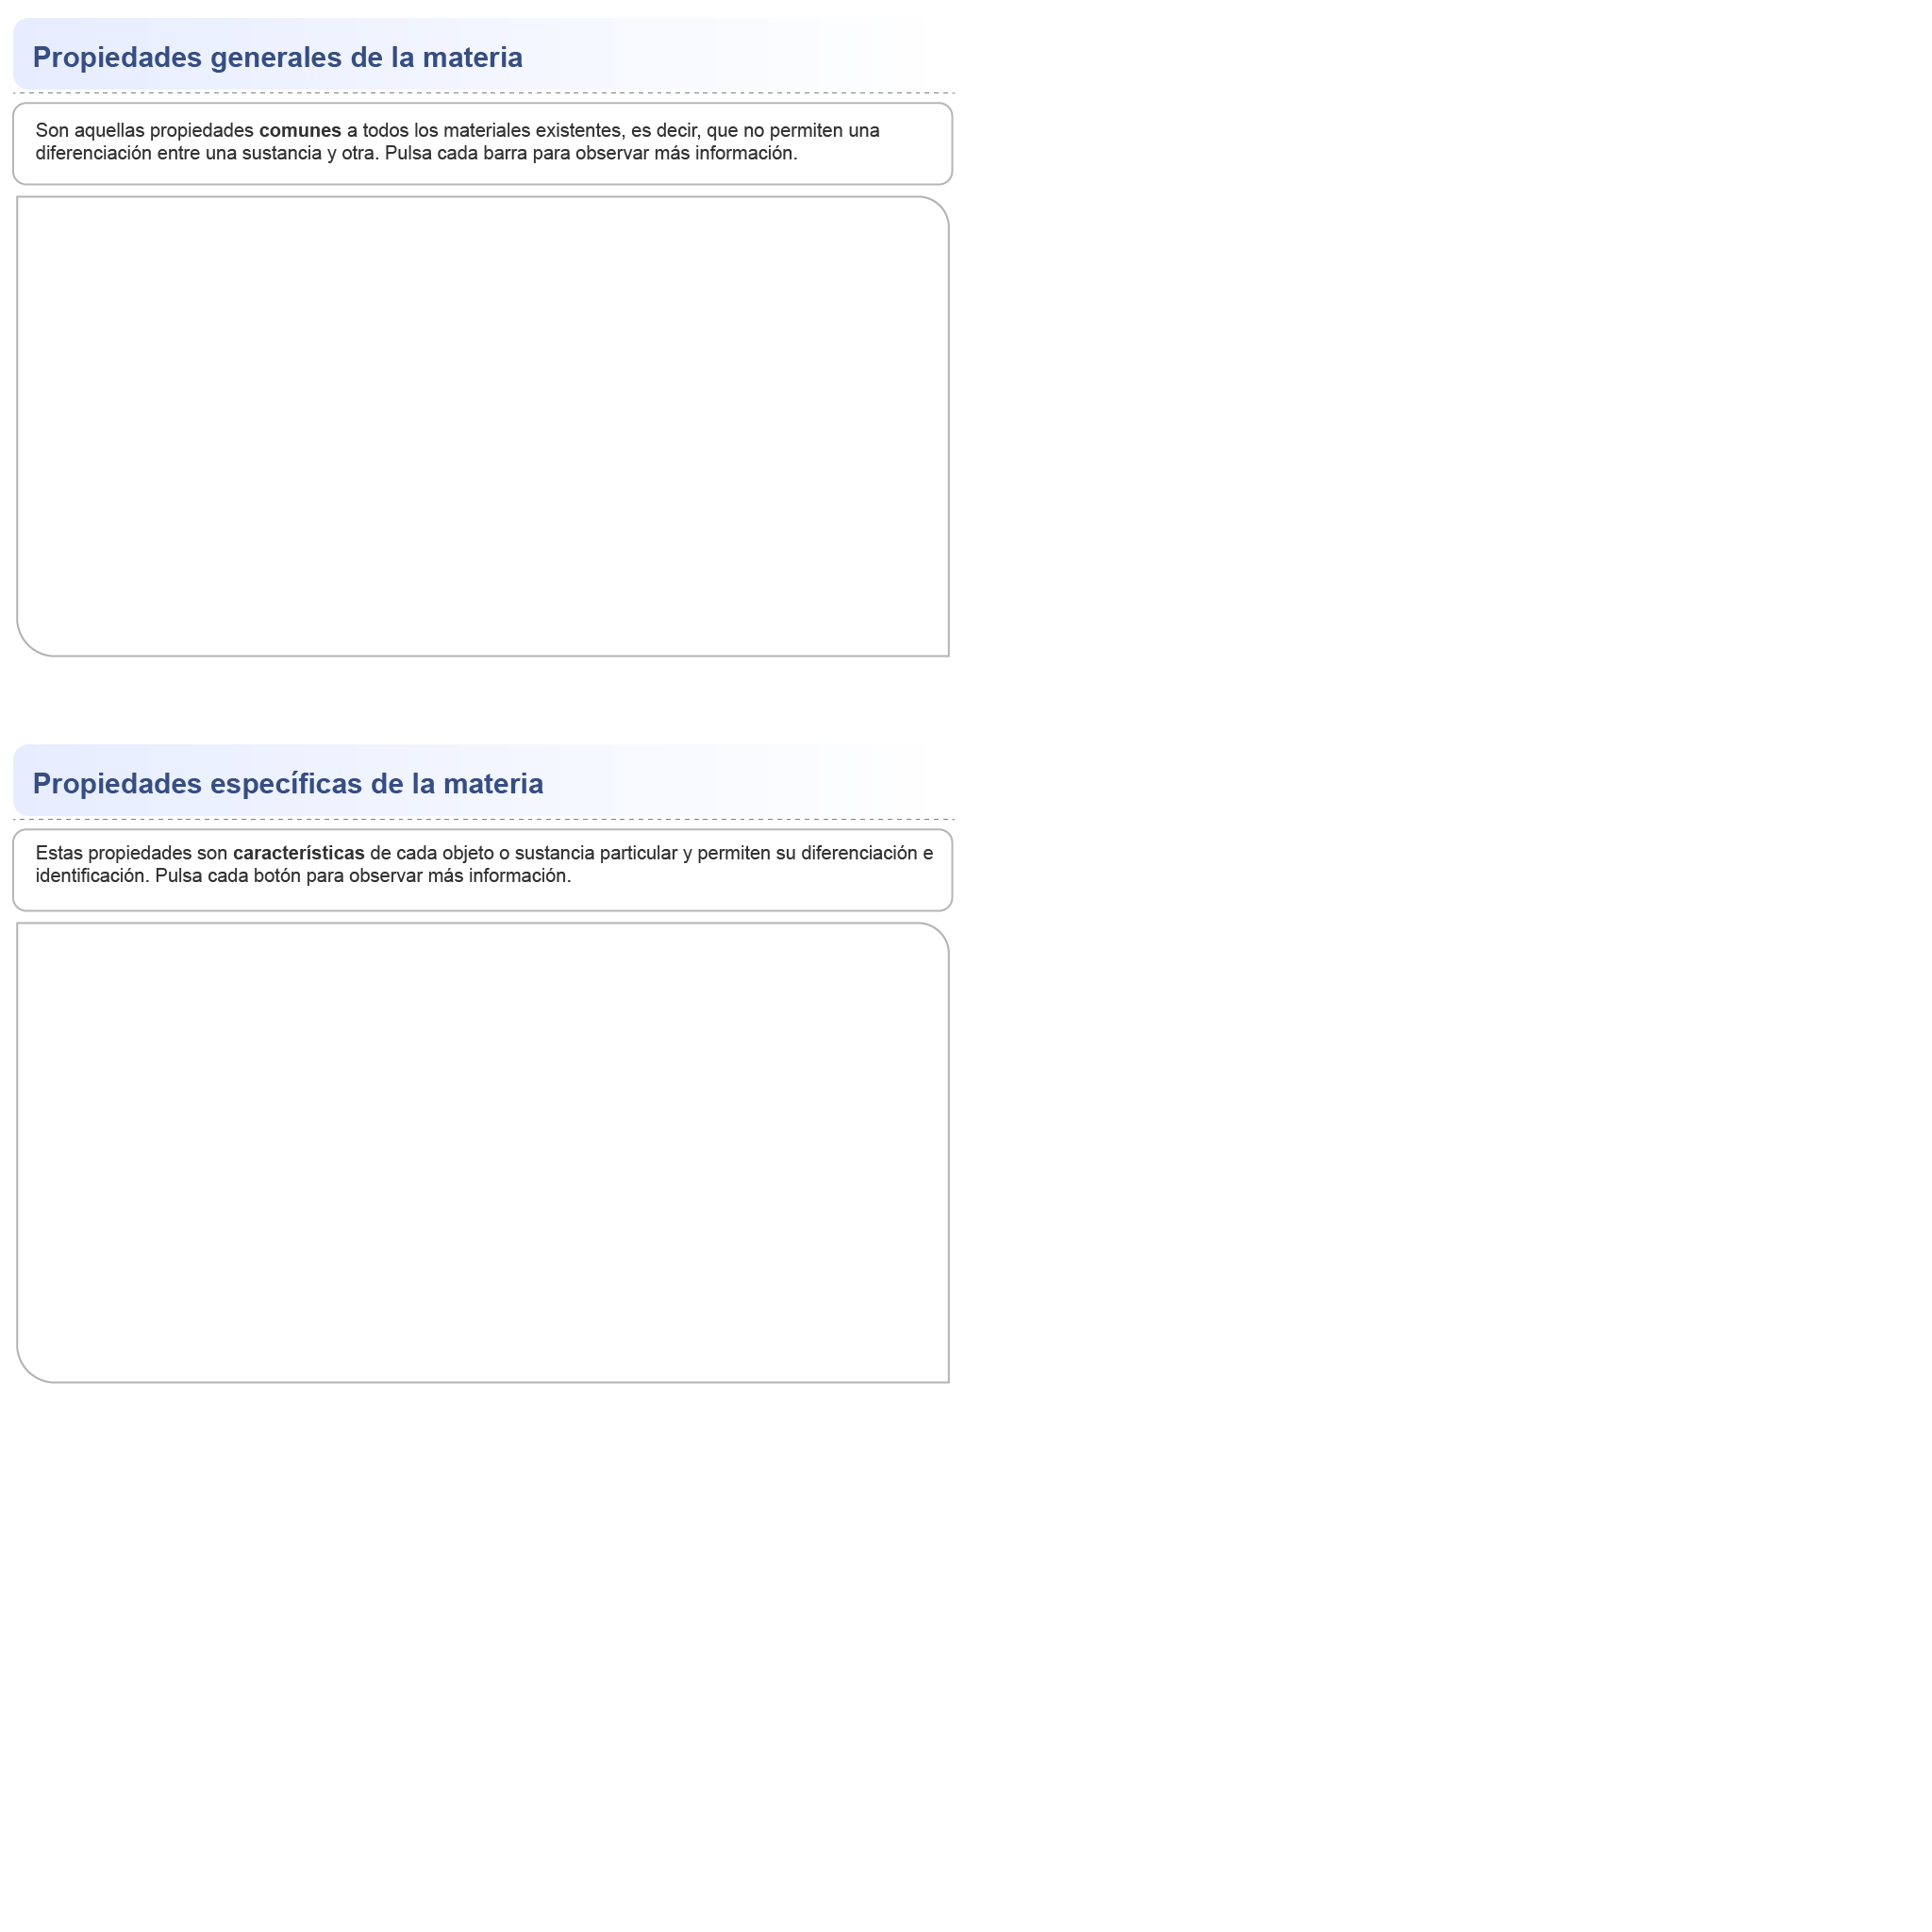 Propiedades generales de la materia
Son aquellas propiedades comunes a todos los materiales existentes, es decir, que no permiten una
diferenciación entre una sustancia y otra. Pulsa cada barra para observar más información.
Propiedades específicas de la materia
Estas propiedades son características de cada objeto o sustancia particular y permiten su diferenciación e
identificación. Pulsa cada botón para observar más información.